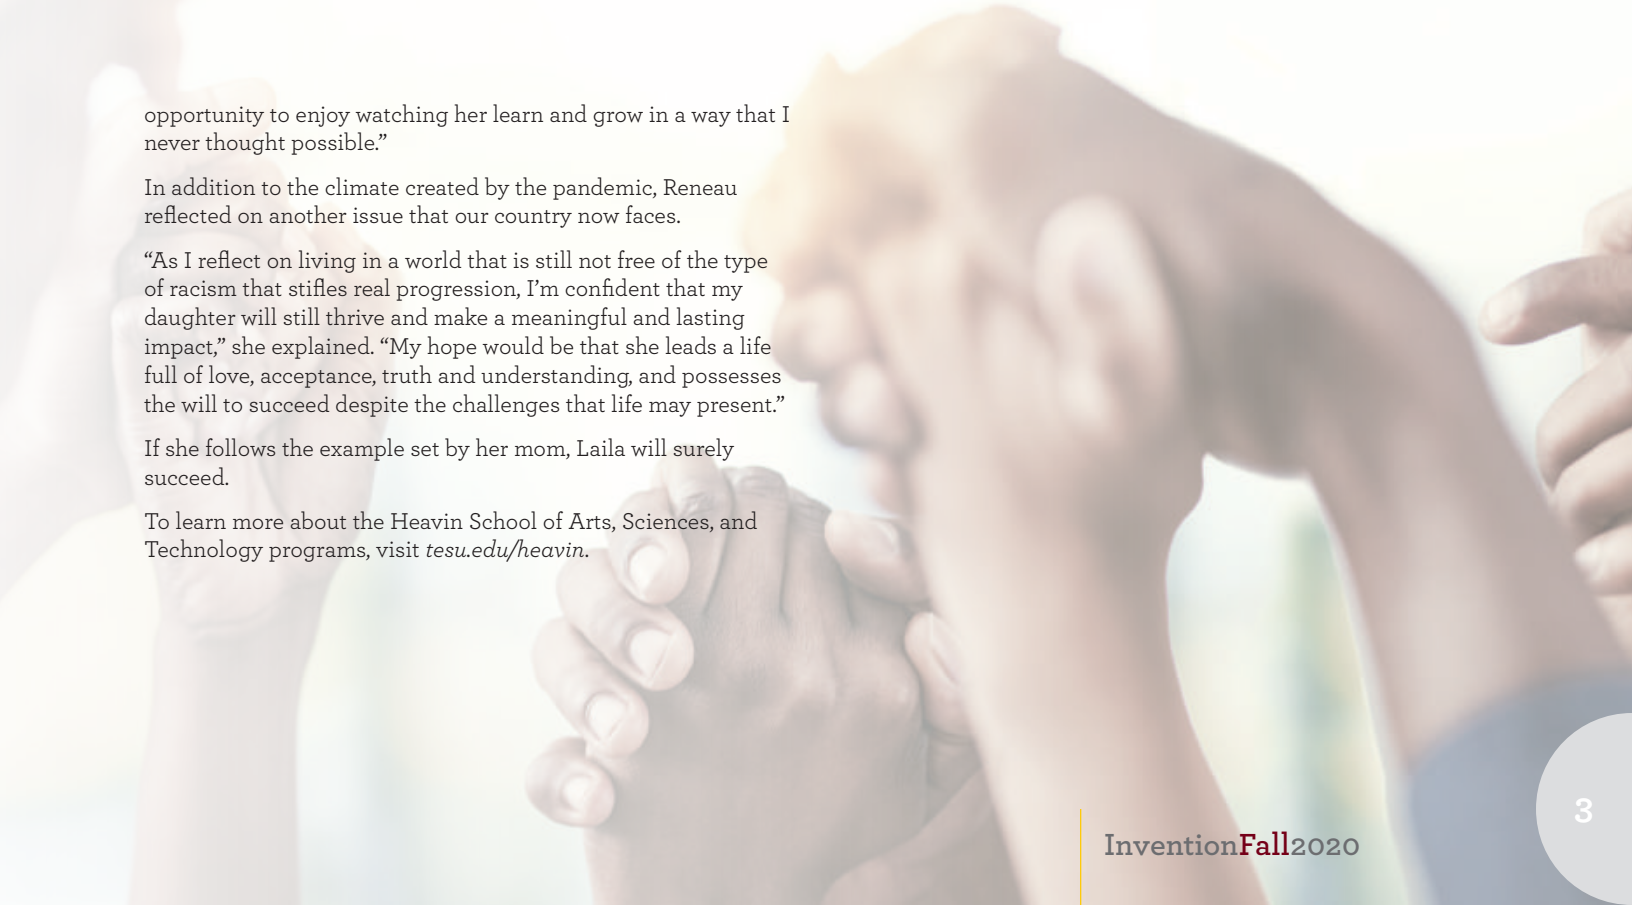 opportunity to enjoy watching her learn and grow in a way that I
never thought possible.”
In addition to the climate created by the pandemic, Reneau
reflected on another issue that our country now faces.
“As I reflect on living in a world that is still not free of the type
of racism that stifles real progression, I’m confident that my
daughter will still thrive and make a meaningful and lasting
impact,” she explained. “My hope would be that she leads a life
full of love, acceptance, truth and understanding, and possesses
the will to succeed despite the challenges that life may present.”
If she follows the example set by her mom, Laila will surely
succeed.
To learn more about the Heavin School of Arts, Sciences, and
Technology programs, visit tesu.edu/heavin.
InventionFall2020
3